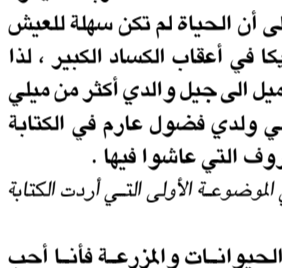 لى أن الحياة لم تكن سهلة للعيش
يكا في أعقاب الكساد الكبير ، لذا
ميل الى جيل والدي أكثر من ميلي
ي ولدي فضول عارم في الكتابة
روف التي عاشوا فيها .
الموضوعة الأولى التي أردت الكتابة
الحيوانات والمزرعة فأنا أحب